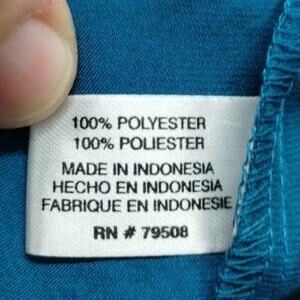 100% POLYESTER
100% POLIESTER
MADE IN INDONESIA
HECHO EN INDONESIA
FABRIQUE EN INDONESIE
RN # 79508